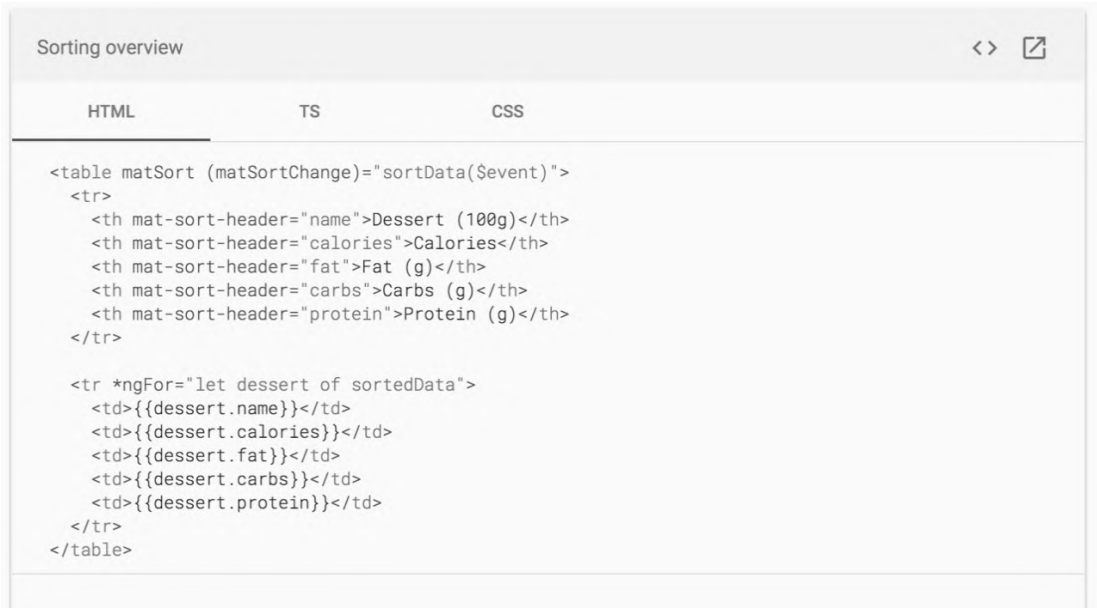 Sorting overview
HTML TS CSS
<table matSort (matSortChange)="sortData($event)">
  <tr>
    <th mat-sort-header="name">Dessert (100g)</th>
    <th mat-sort-header="calories">Calories</th>
    <th mat-sort-header="fat">Fat (g)</th>
    <th mat-sort-header="carbs">Carbs (g)</th>
    <th mat-sort-header="protein">Protein (g)</th>
  </tr>

  <tr *ngFor="let dessert of sortedData">
    <td>{{dessert.name}}</td>
    <td>{{dessert.calories}}</td>
    <td>{{dessert.fat}}</td>
    <td>{{dessert.carbs}}</td>
    <td>{{dessert.protein}}</td>
  </tr>
</table>